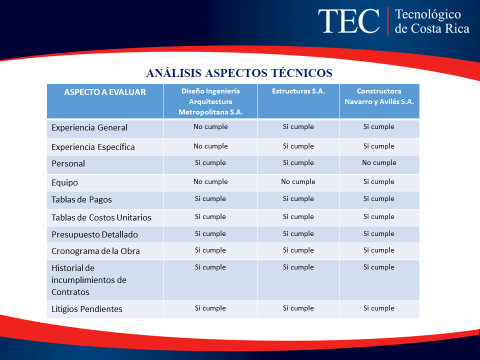 TEC
Tecnológico
de Costa Rica
ANÁLISIS ASPECTOS TÉCNICOS
ASPECTO A EVALUAR
Diseño Ingeniería
Arquitectura
Metropolitana S.A.
Estructuras S.A.
Constructora
Navarro y Avilés S.A.
Experiencia General No cumple Si cumple Si cumple
Experiencia Específica No cumple Si cumple Si cumple
Personal Si cumple Si cumple No cumple
Equipo No cumple No cumple Si cumple
Tablas de Pagos Si cumple Si cumple Si cumple
Tablas de Costos Unitarios Si cumple Si cumple Si cumple
Presupuesto Detallado Si cumple Si cumple Si cumple
Cronograma de la Obra Si cumple Si cumple Si cumple
Historial de Si cumple Si cumple Si cumple
incumplimientos de
Contratos
Litigios Pendientes Si cumple Si cumple Si cumple